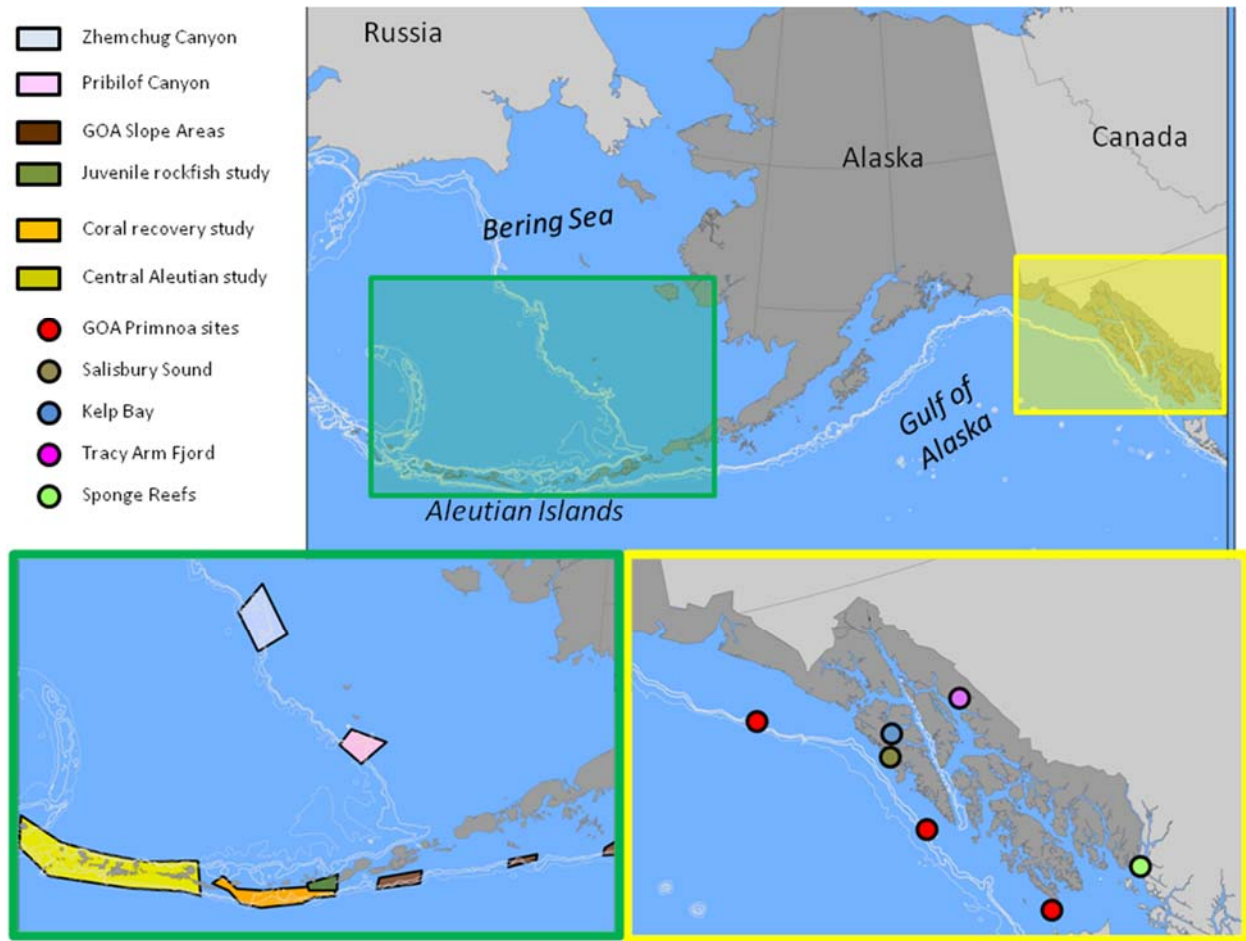 Zhemchug Canyon
Pribilof Canyon
GOA Slope Areas
Juvenile rockfish study
Coral recovery study
Central Aleutian study
GOA Primnoa sites
Salisbury Sound
Kelp Bay
Tracy Arm Fjord
Sponge Reefs
Russia
Canada
Alaska
Bering Sea
Gulf of
Alaska
Aleutian Islands